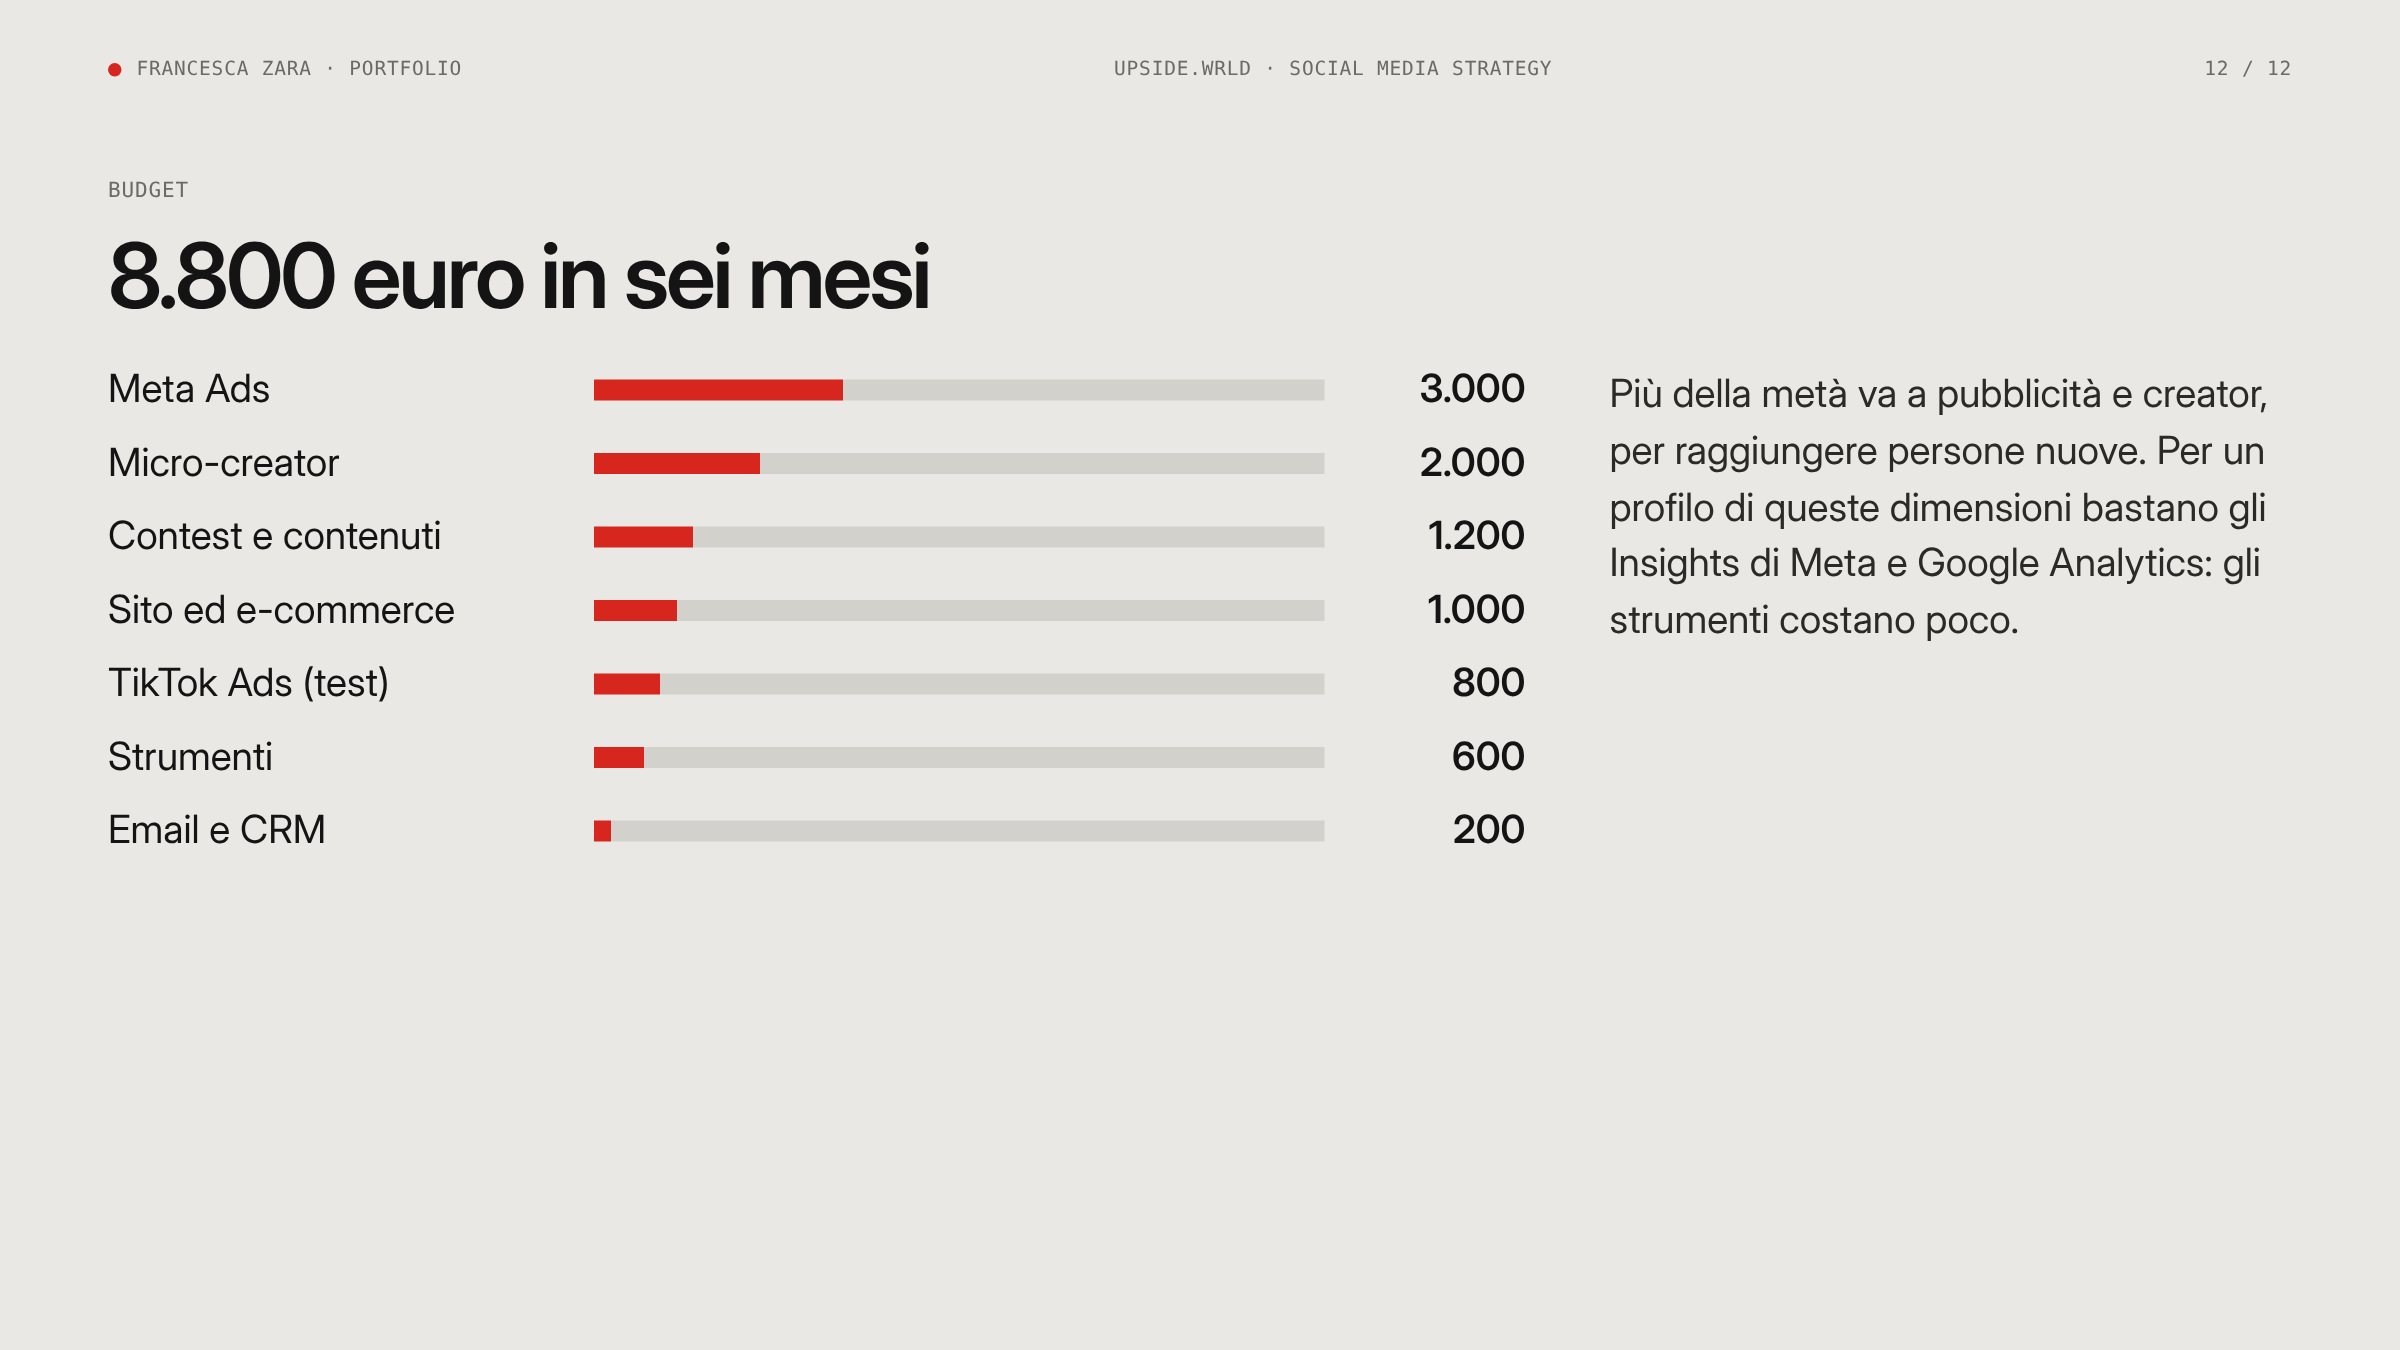 FRANCESCA ZARA · PORTFOLIO
UPSIDE.WRLD · SOCIAL MEDIA STRATEGY
12 / 12
BUDGET
8.800 euro in sei mesi
Meta Ads 3.000
Micro-creator 2.000
Contest e contenuti 1.200
Sito ed e-commerce 1.000
TikTok Ads (test) 800
Strumenti 600
Email e CRM 200
Più della metà va a pubblicità e creator,
per raggiungere persone nuove. Per un
profilo di queste dimensioni bastano gli
Insights di Meta e Google Analytics: gli
strumenti costano poco.